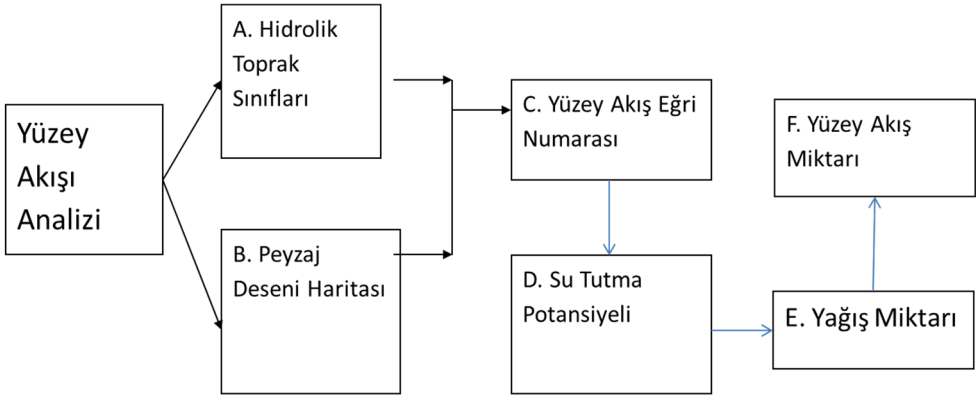 Yüzey
Akışı
Analizi
A. Hidrolik
Toprak
Sınıfları
B. Peyzaj
Deseni Haritası
C. Yüzey Akış Eğri
Numarası
D. Su Tutma
Potansiyeli
E. Yağış Miktarı
F. Yüzey Akış
Miktarı